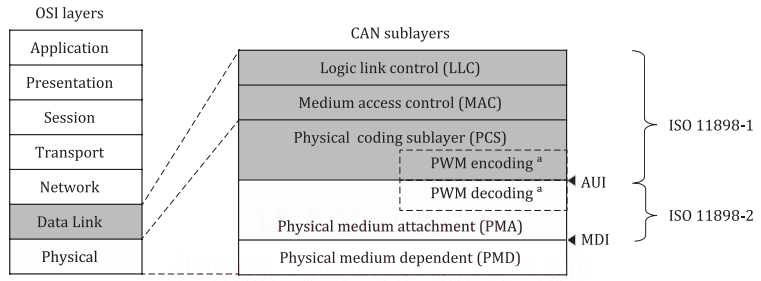 OSI layers
Application
Presentation
Session
Transport
Network
Data Link
Physical
CAN sublayers
Logic link control (LLC)
Medium access control (MAC)
Physical coding sublayer (PCS)
PWM encoding a
PWM decoding a
Physical medium attachment (PMA)
Physical medium dependent (PMD)
AUI
MDI
ISO 11898-1
ISO 11898-2